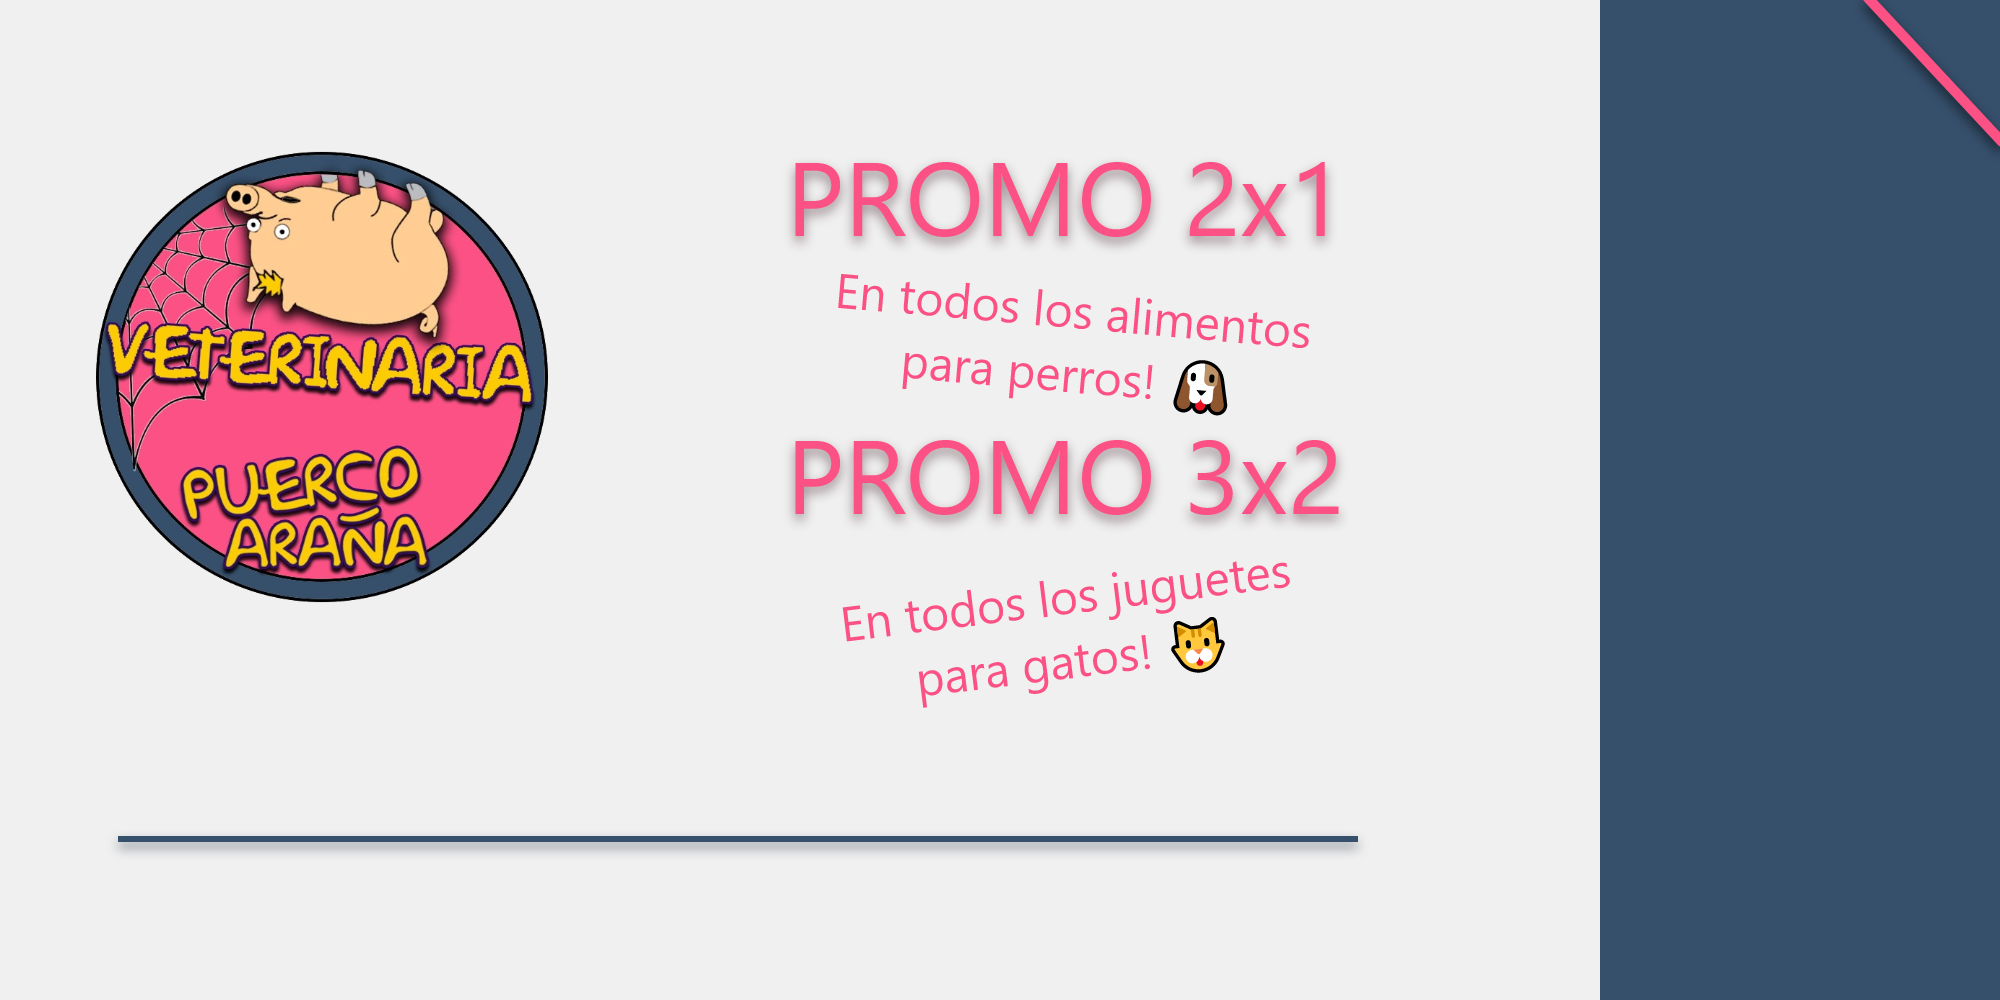 VETERINARIA
PUERCO
ARAÑA
PROMO 2x1
En todos los alimentos
para perros!
PROMO 3x2
En todos los juguetes
para gatos!